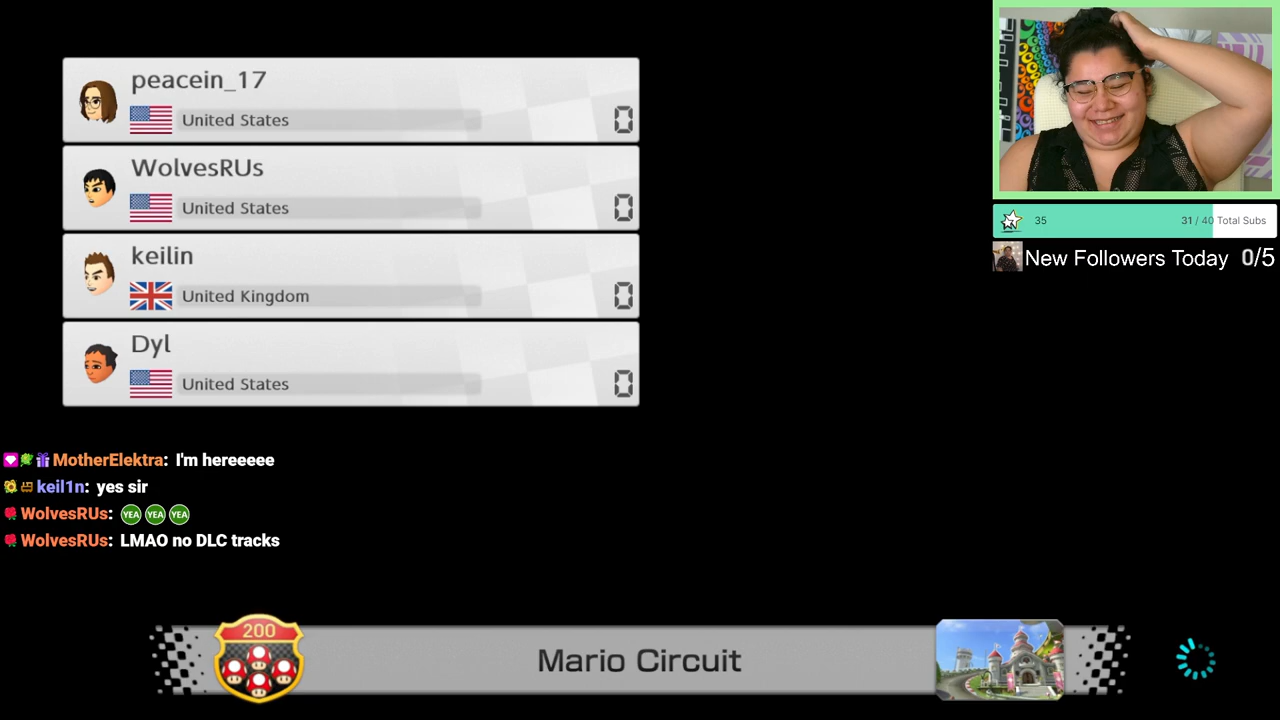 peacein_17
United States
0
WolvesRUs
United States
0
keilin
United Kingdom
0
Dyl
United States
0
35
31 / 40 Total Subs
New Followers Today 0/5
MotherElektra: I'm hereeeee
keil1n: yes sir
WolvesRUs: YEA YEA YEA
WolvesRUs: LMAO no DLC tracks
200
Mario Circuit